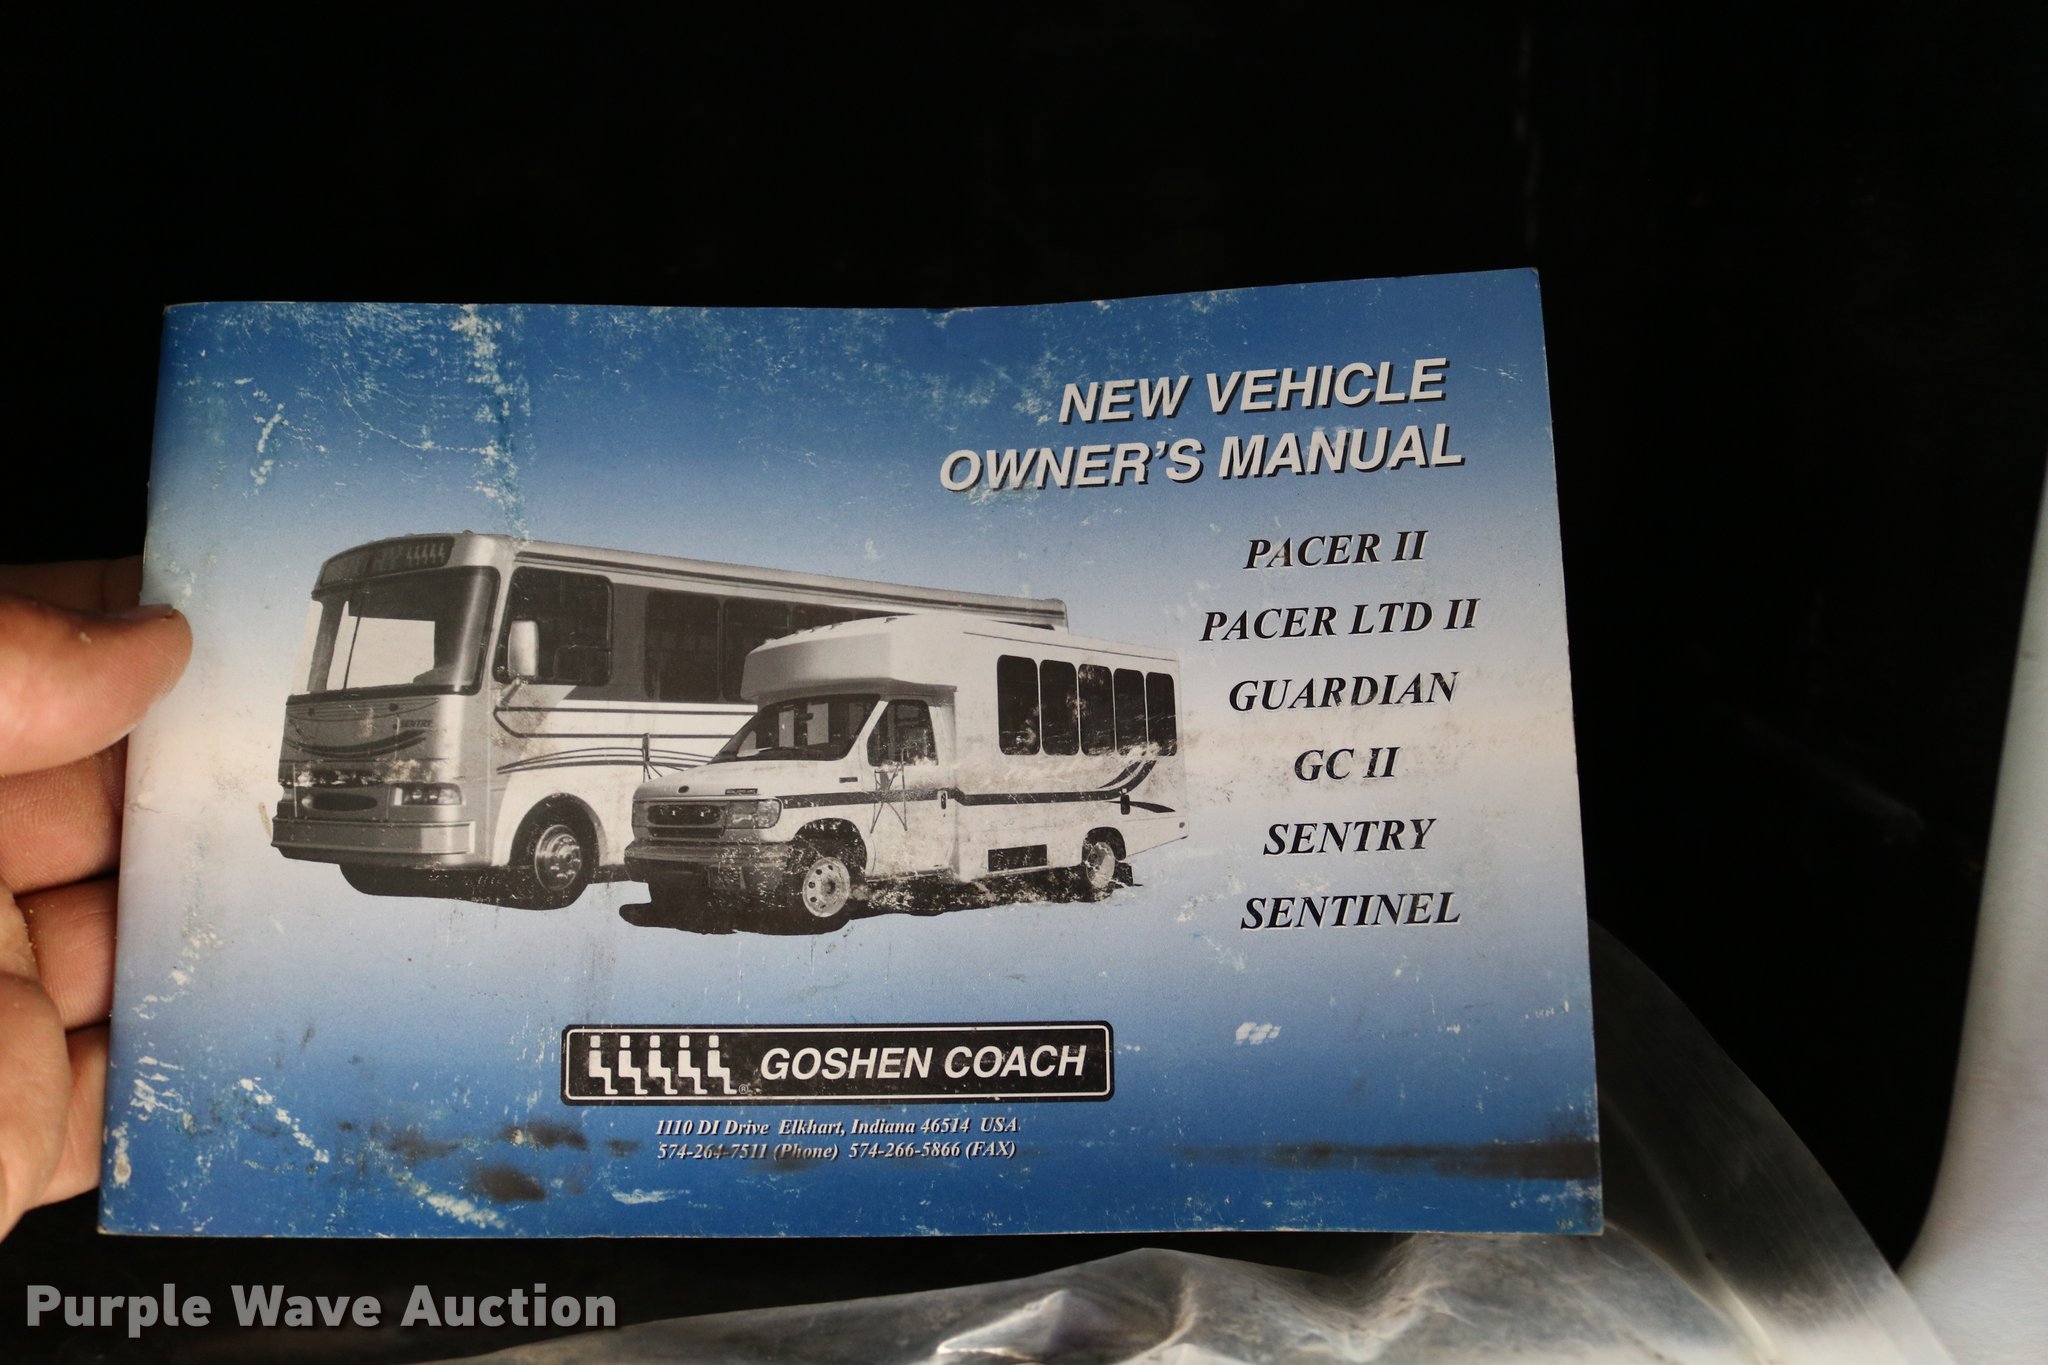 NEW VEHICLE
OWNER'S MANUAL
PACER II
PACER LTD II
GUARDIAN
GC II
SENTRY
SENTINEL
SENTRY
® GOSHEN COACH
1110 DI Drive Elkhart, Indiana 46514 USA
574-264-7511 (Phone) 574-266-5866 (FAX)
Purple Wave Auction